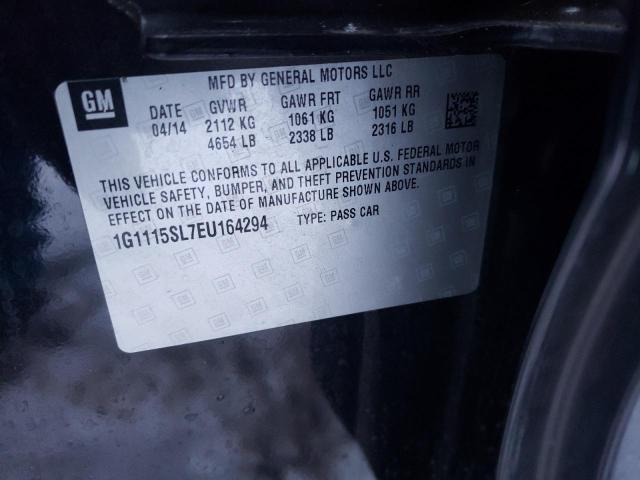 MFD BY GENERAL MOTORS LLC
GM
DATE GVWR GAWR FRT GAWR RR
04/14 2112 KG 1061 KG 1051 KG
4654 LB 2338 LB 2316 LB
THIS VEHICLE CONFORMS TO ALL APPLICABLE U.S. FEDERAL MOTOR
VEHICLE SAFETY, BUMPER, AND THEFT PREVENTION STANDARDS IN
EFFECT ON THE DATE OF MANUFACTURE SHOWN ABOVE.
1G1115SL7EU164294 TYPE: PASS CAR